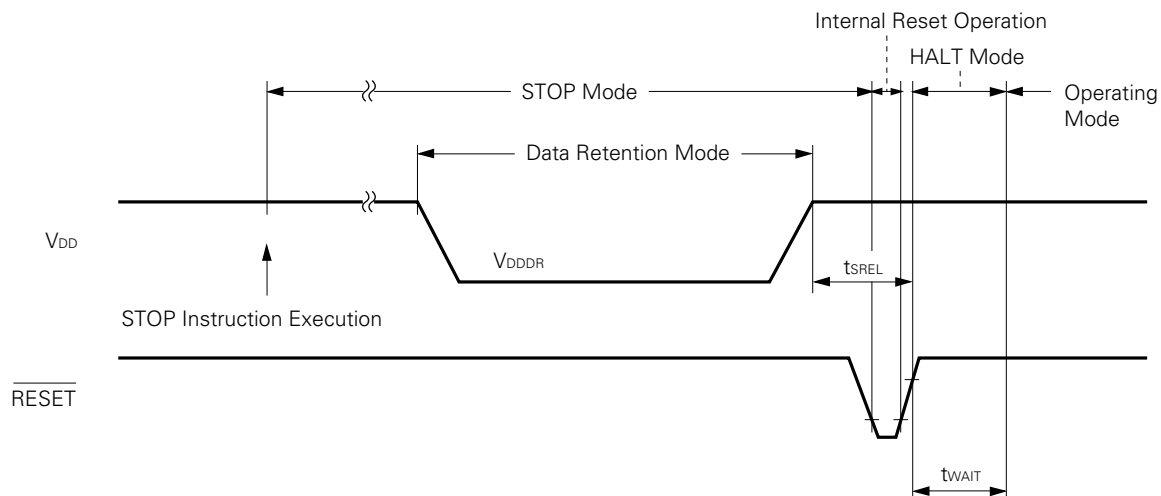 Internal Reset Operation
HALT Mode
STOP Mode
Operating
Mode
Data Retention Mode
VDD
VDDDR
tSREL
STOP Instruction Execution
RESET
tWAIT